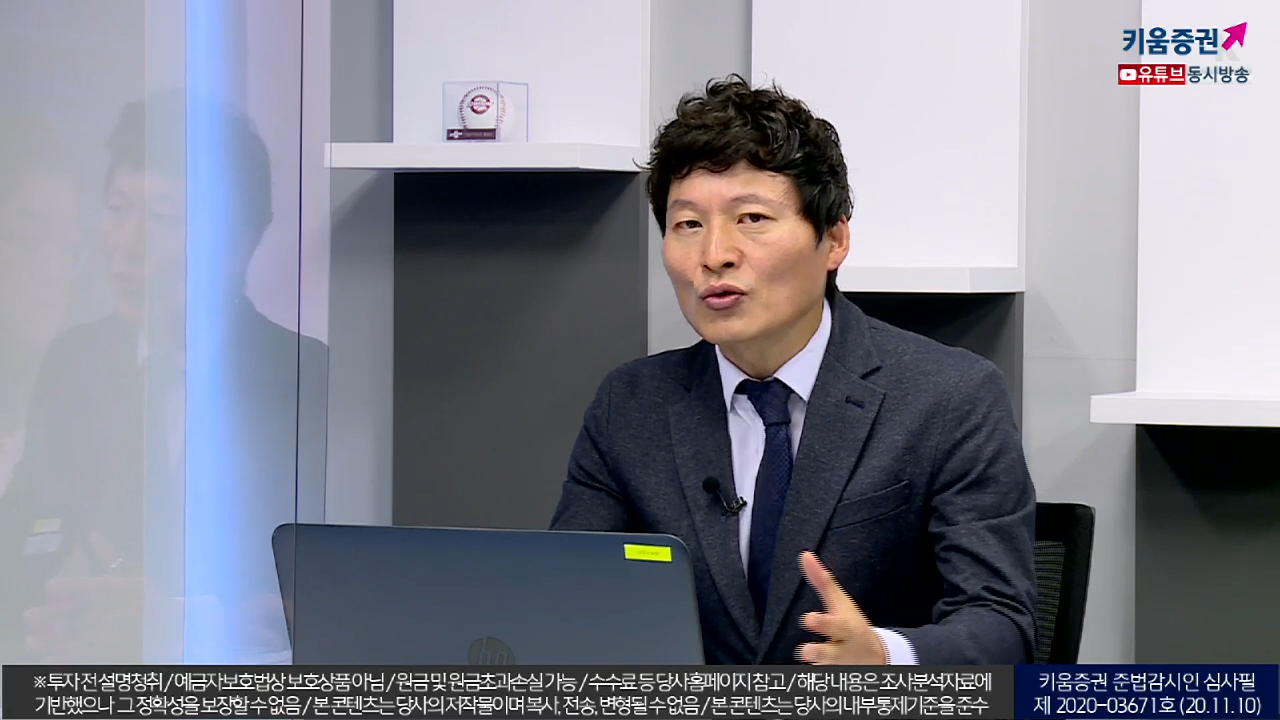 키움증권
유튜브동시방송
hp
※ 투자 전 설명청취 / 예금자보호법상 보호상품 아님 / 원금 및 원금초과손실 가능 / 수수료 등 당사홈페이지 참고 / 해당 내용은 조사분석자료에
기반했으나 그 정확성을 보장할 수 없음 / 본 콘텐츠는 당사의 저작물이며 복사, 전송, 변형될 수 없음 / 본 콘텐츠는 당사의 내부통제기준을 준수
키움증권 준법감시인 심사필
제 2020-03671호 (20.11.10)